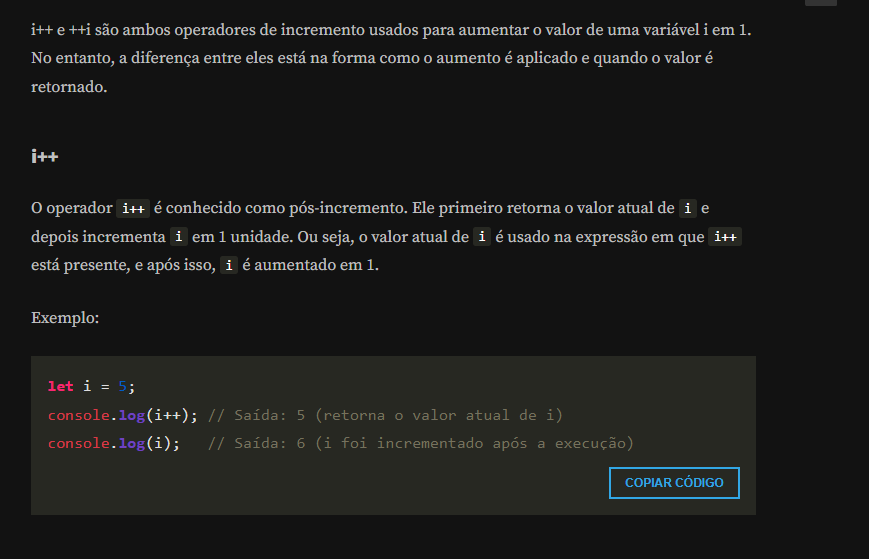 i++ e ++i são ambos operadores de incremento usados para aumentar o valor de uma variável i em 1.
No entanto, a diferença entre eles está na forma como o aumento é aplicado e quando o valor é
retornado.
i++
O operador i++ é conhecido como pós-incremento. Ele primeiro retorna o valor atual de i e
depois incrementa i em 1 unidade. Ou seja, o valor atual de i é usado na expressão em que i++
está presente, e após isso, i é aumentado em 1.
Exemplo:
let i = 5;
console.log(i++); // Saída: 5 (retorna o valor atual de i)
console.log(i);   // Saída: 6 (i foi incrementado após a execução)
COPIAR CÓDIGO